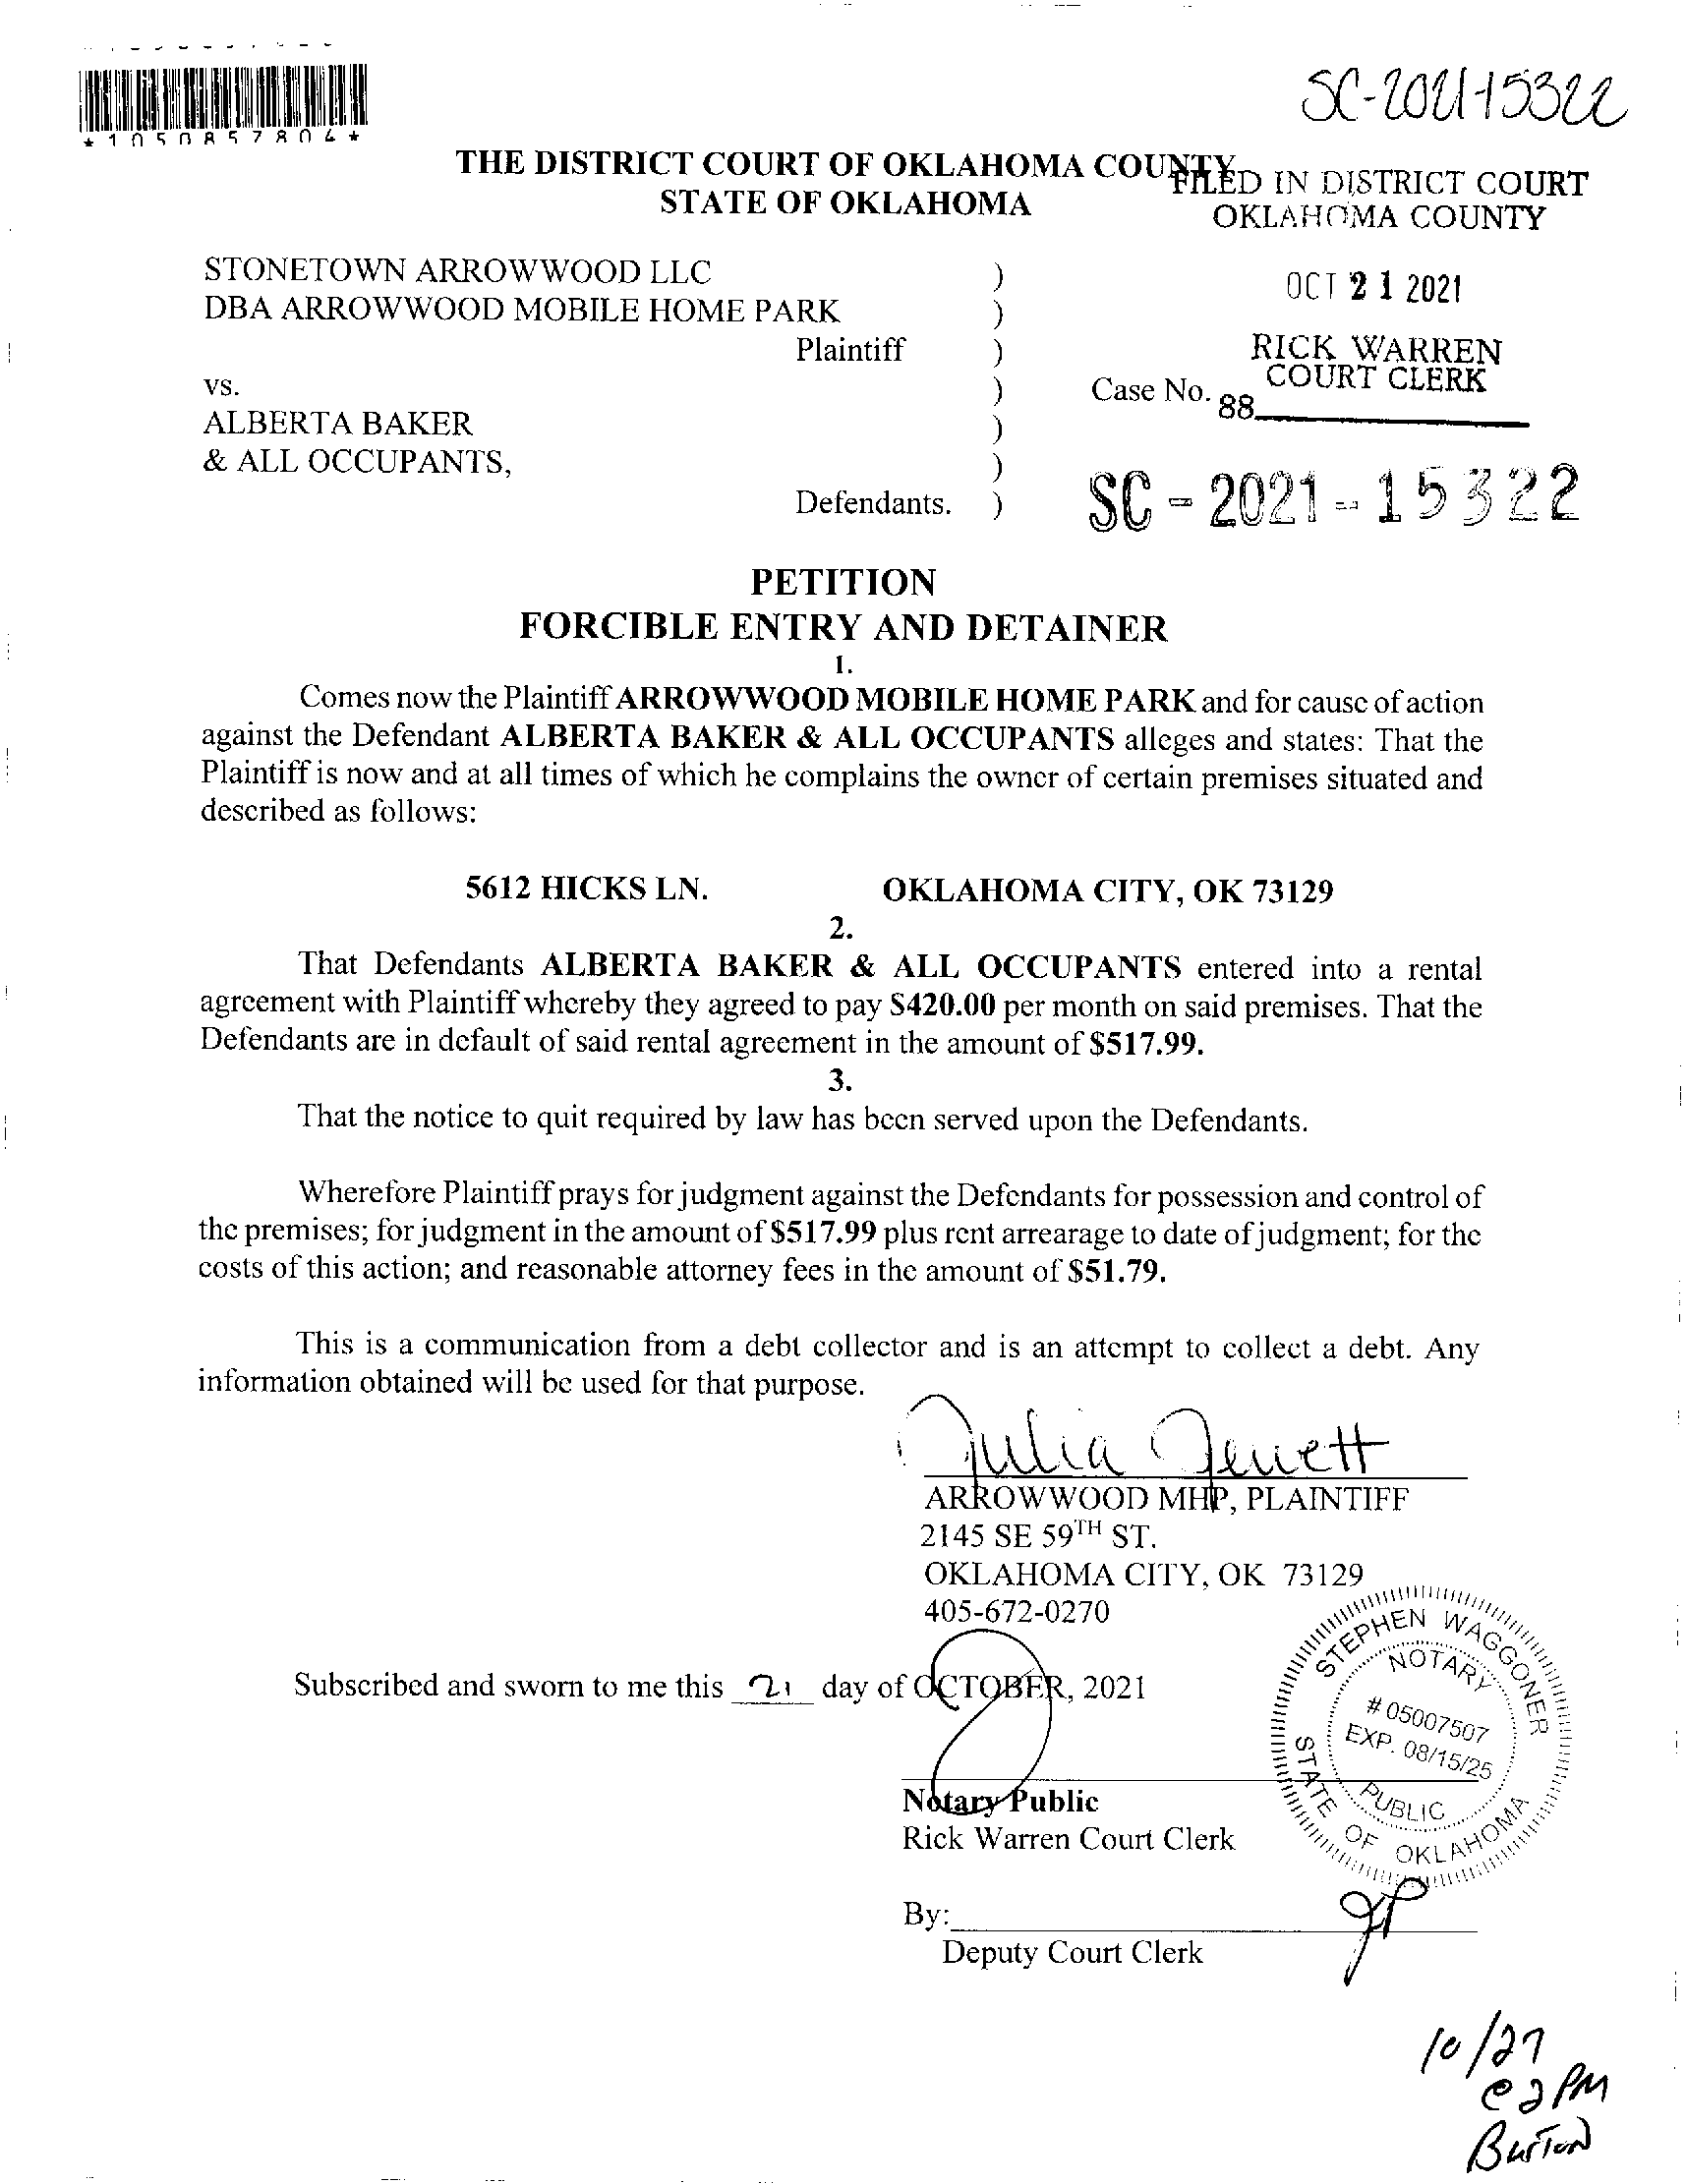 *1050857804*
SC-2021-15322
THE DISTRICT COURT OF OKLAHOMA COUNTY
STATE OF OKLAHOMA
FILED IN DISTRICT COURT
OKLAHOMA COUNTY
OCT 21 2021
RICK WARREN
COURT CLERK
88
STONETOWN ARROWWOOD LLC )
DBA ARROWWOOD MOBILE HOME PARK )
Plaintiff )
vs. ) Case No.
ALBERTA BAKER )
& ALL OCCUPANTS, )
Defendants. )
SC - 2021 - 15322
PETITION
FORCIBLE ENTRY AND DETAINER
1.
Comes now the Plaintiff ARROWWOOD MOBILE HOME PARK and for cause of action
against the Defendant ALBERTA BAKER & ALL OCCUPANTS alleges and states: That the
Plaintiff is now and at all times of which he complains the owner of certain premises situated and
described as follows:
5612 HICKS LN. OKLAHOMA CITY, OK 73129
2.
That Defendants ALBERTA BAKER & ALL OCCUPANTS entered into a rental
agreement with Plaintiff whereby they agreed to pay $420.00 per month on said premises. That the
Defendants are in default of said rental agreement in the amount of $517.99.
3.
That the notice to quit required by law has been served upon the Defendants.
Wherefore Plaintiff prays for judgment against the Defendants for possession and control of
the premises; for judgment in the amount of $517.99 plus rent arrearage to date of judgment; for the
costs of this action; and reasonable attorney fees in the amount of $51.79.
This is a communication from a debt collector and is an attempt to collect a debt. Any
information obtained will be used for that purpose.
Julia Jewett
ARROWWOOD MHP, PLAINTIFF
2145 SE 59TH ST.
OKLAHOMA CITY, OK 73129
405-672-0270
Subscribed and sworn to me this 21 day of OCTOBER, 2021
STEPHEN WAGGONER
NOTARY
# 05007507
EXP. 08/15/25
PUBLIC
STATE OF OKLAHOMA
Notary Public
Rick Warren Court Clerk
By:
Deputy Court Clerk
10/27
@ 2 PM
Burton